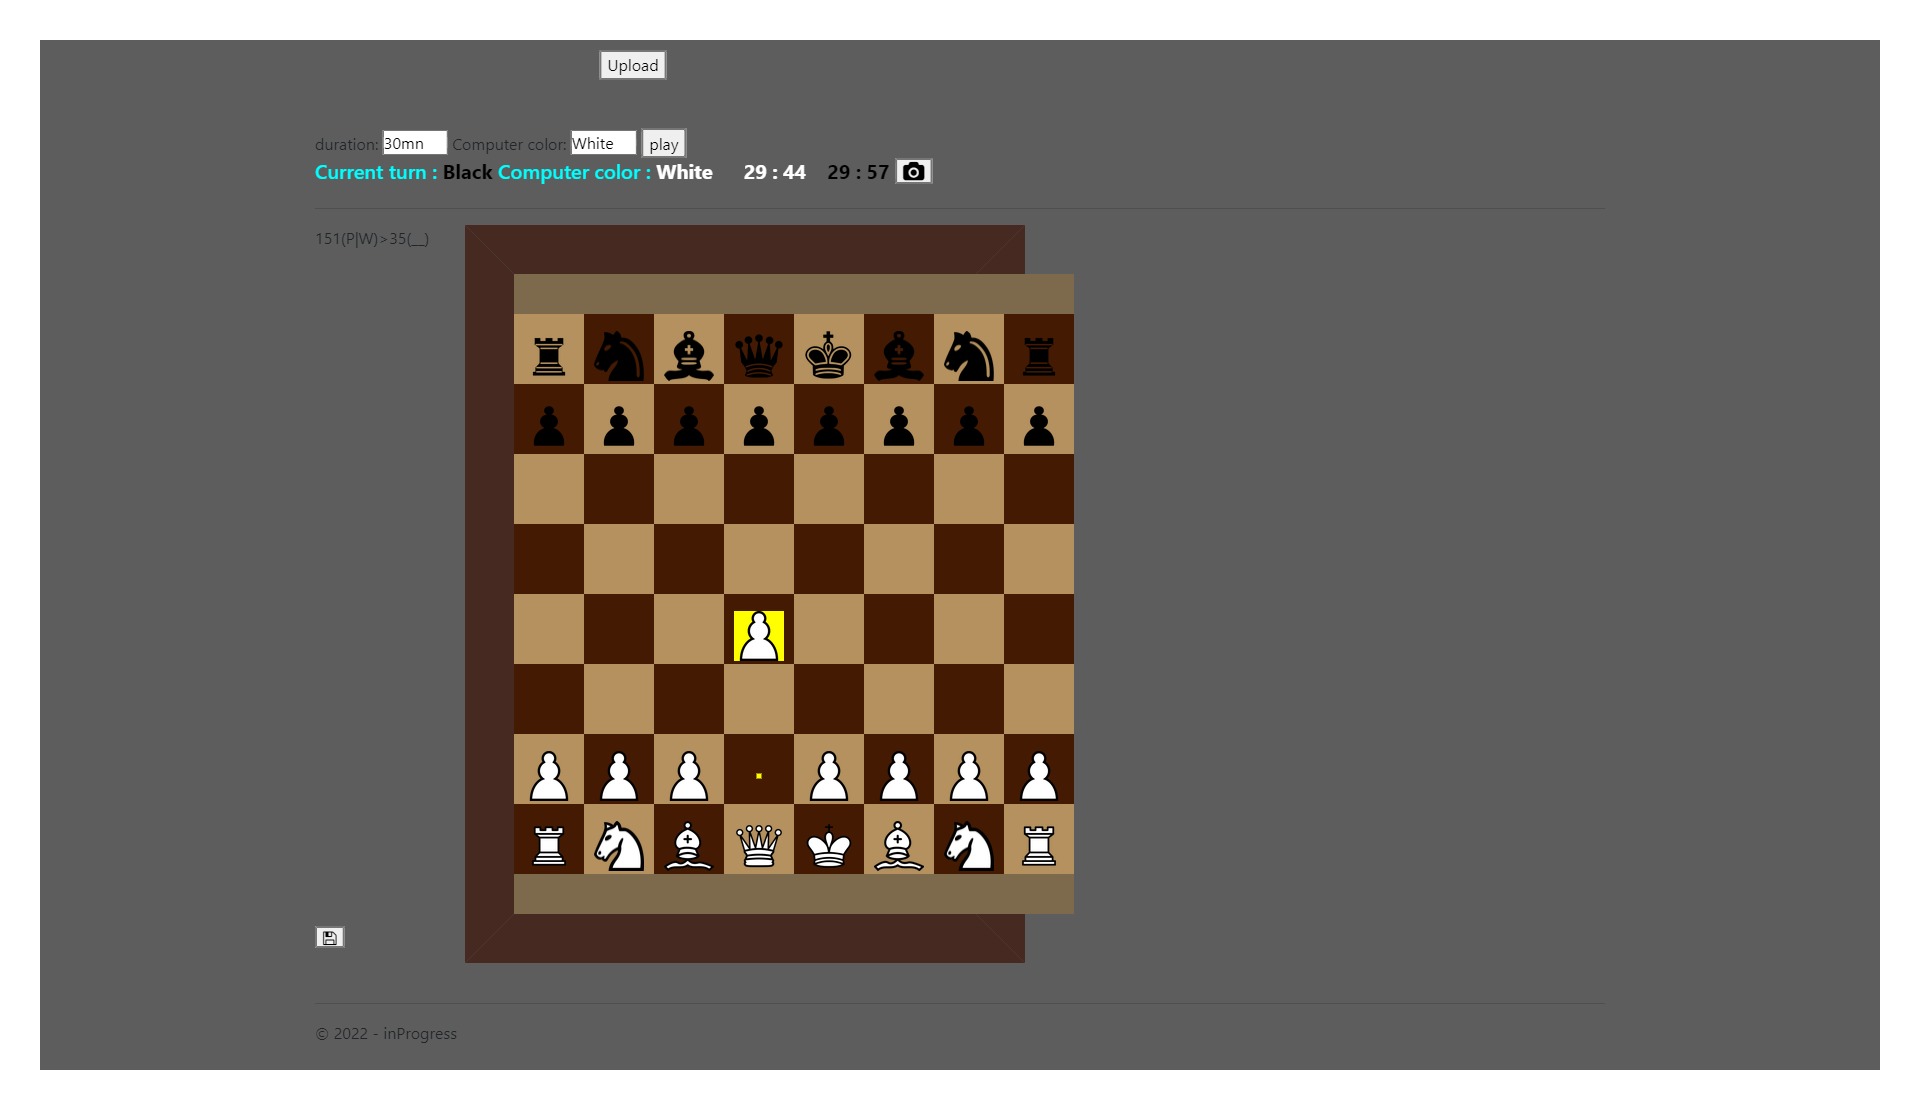 Upload
duration: 30mn Computer color: White play
Current turn : Black Computer color : White 29 : 44 29 : 57
151(P|W)>35(__)
© 2022 - inProgress